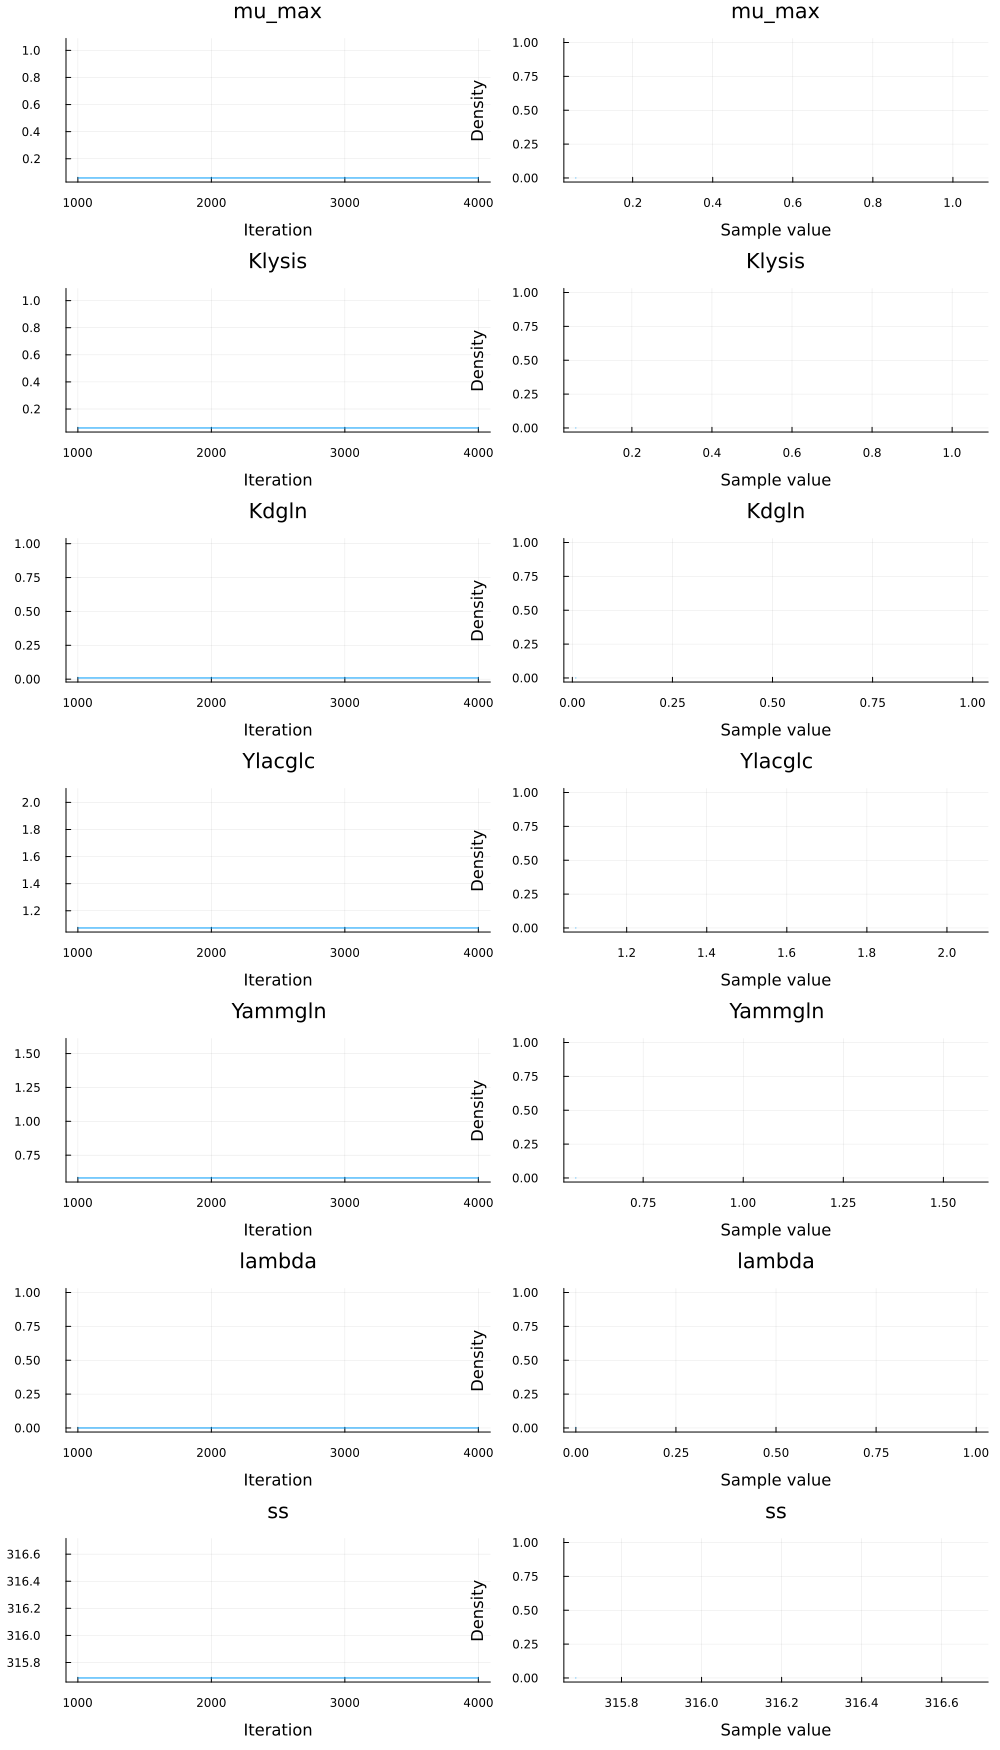 mu_max mu_max
1.0
0.8
0.6
0.4
0.2
Density
1.00
0.75
0.50
0.25
0.00
1000 2000 3000 4000
0.2 0.4 0.6 0.8 1.0
Iteration Sample value
Klysis Klysis
1.0
0.8
0.6
0.4
0.2
Density
1.00
0.75
0.50
0.25
0.00
1000 2000 3000 4000
0.2 0.4 0.6 0.8 1.0
Iteration Sample value
Kdgln Kdgln
1.00
0.75
0.50
0.25
0.00
Density
1.00
0.75
0.50
0.25
0.00
1000 2000 3000 4000
0.00 0.25 0.50 0.75 1.00
Iteration Sample value
Ylacglc Ylacglc
2.0
1.8
1.6
1.4
1.2
Density
1.00
0.75
0.50
0.25
0.00
1000 2000 3000 4000
1.2 1.4 1.6 1.8 2.0
Iteration Sample value
Yammgln Yammgln
1.50
1.25
1.00
0.75
Density
1.00
0.75
0.50
0.25
0.00
1000 2000 3000 4000
0.75 1.00 1.25 1.50
Iteration Sample value
lambda lambda
1.00
0.75
0.50
0.25
0.00
Density
1.00
0.75
0.50
0.25
0.00
1000 2000 3000 4000
0.00 0.25 0.50 0.75 1.00
Iteration Sample value
ss ss
316.6
316.4
316.2
316.0
315.8
Density
1.00
0.75
0.50
0.25
0.00
1000 2000 3000 4000
315.8 316.0 316.2 316.4 316.6
Iteration Sample value